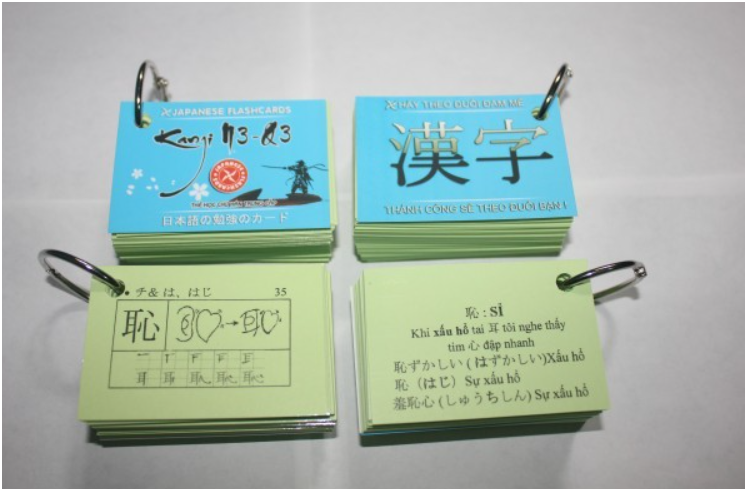 JAPANESE FLASHCARDS
Kanji N3-K3
JAPANESE
FLASHCARDS
日本語の勉強のカード
HÃY THEO ĐUỔI ĐAM MÊ
漢字
THÀNH CÔNG SẼ THEO ĐUỔI BẠN !
チ& は、はじ 35
恥
恥 : SỈ
Khi xấu hổ tai 耳 tôi nghe thấy
tim 心 đập nhanh
恥ずかしい ( はずかしい)Xấu hổ
恥 (はじ) Sự xấu hổ
羞恥心 (しゅうちしん) Sự xấu hổ